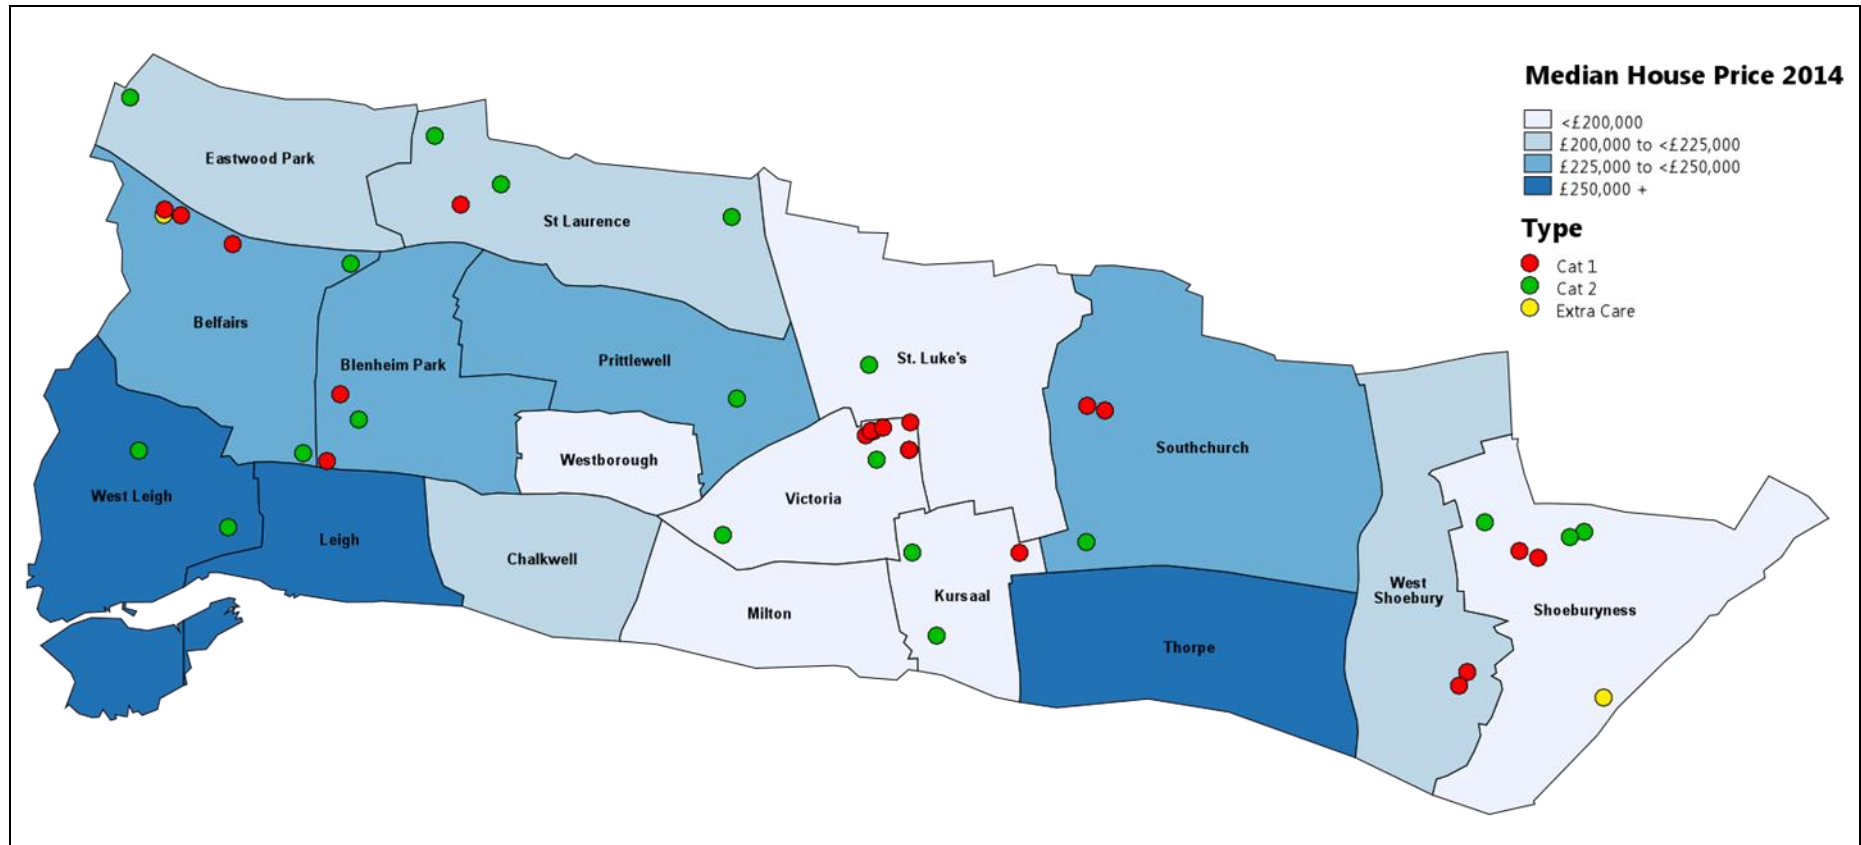 Median House Price 2014
<£200,000
£200,000 to <£225,000
£225,000 to <£250,000
£250,000 +
Type
Cat 1
Cat 2
Extra Care
Eastwood Park
St Laurence
Belfairs
Blenheim Park
Prittlewell
St. Luke's
Westborough
Southchurch
West Leigh
Victoria
Leigh
Chalkwell
Milton
Kursaal
West
Shoebury
Shoeburyness
Thorpe